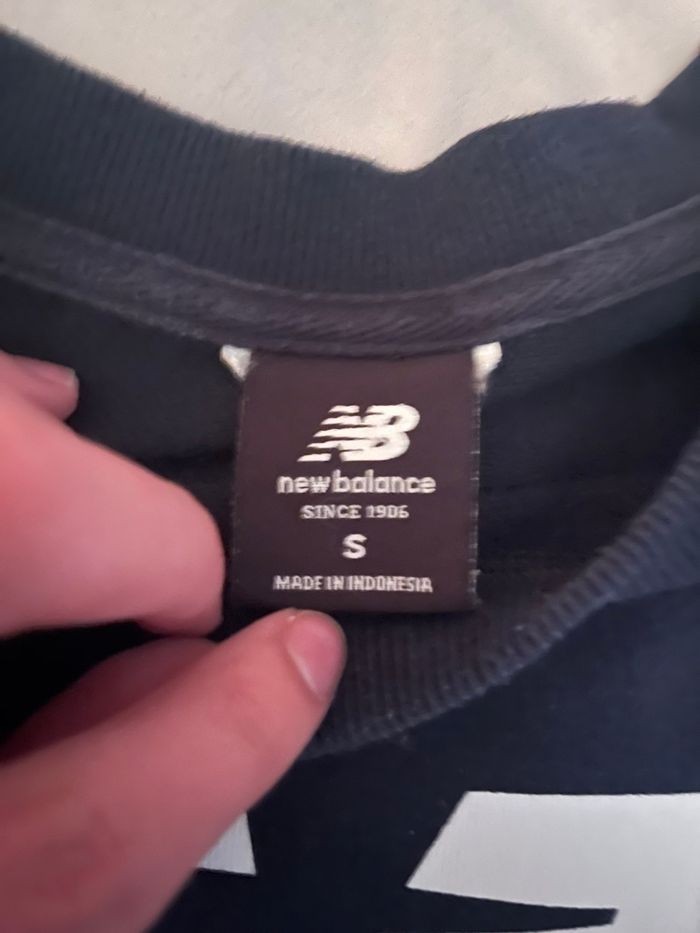 NB
new balance
SINCE 1906
S
MADE IN INDONESIA